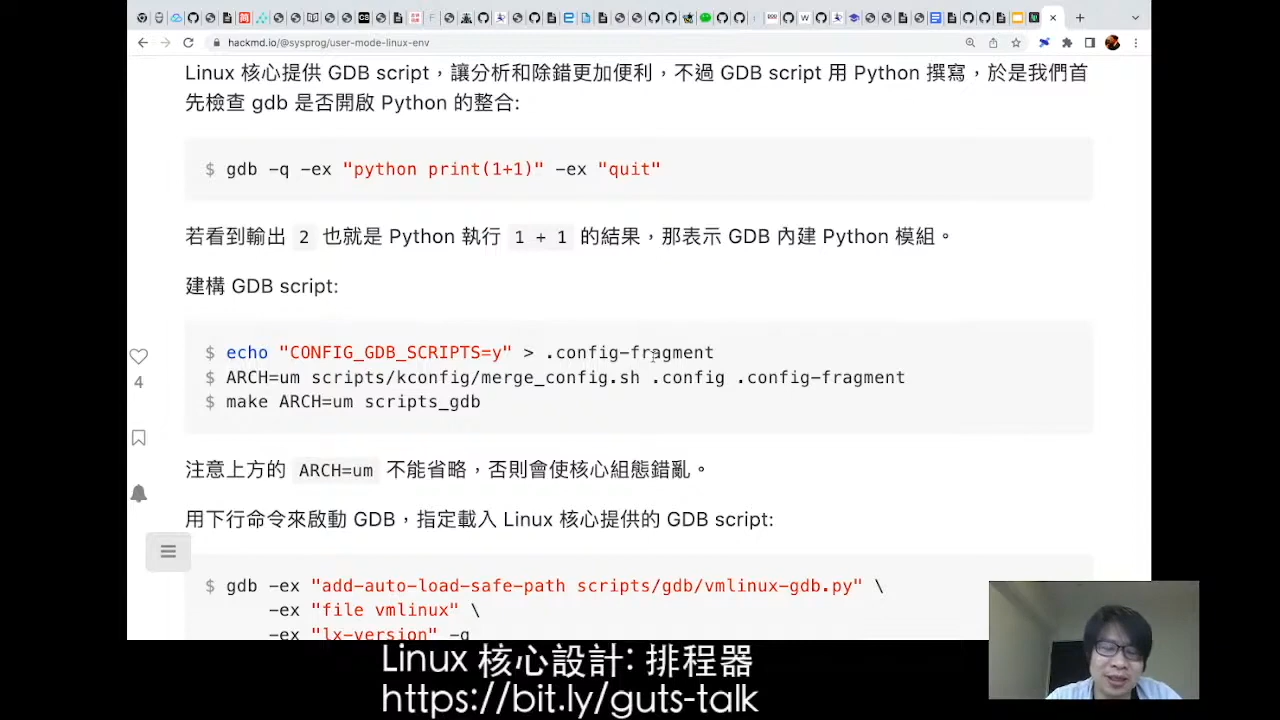 hackmd.io/@sysprog/user-mode-linux-env
Linux 核心提供 GDB script，讓分析和除錯更加便利，不過 GDB script 用 Python 撰寫，於是我們首
先檢查 gdb 是否開啟 Python 的整合:
$ gdb -q -ex "python print(1+1)" -ex "quit"
若看到輸出 2 也就是 Python 執行 1 + 1 的結果，那表示 GDB 內建 Python 模組。
建構 GDB script:
$ echo "CONFIG_GDB_SCRIPTS=y" > .config-fragment
$ ARCH=um scripts/kconfig/merge_config.sh .config .config-fragment
4
$ make ARCH=um scripts_gdb
注意上方的 ARCH=um 不能省略，否則會使核心組態錯亂。
用下行命令來啟動 GDB，指定載入 Linux 核心提供的 GDB script:
$ gdb -ex "add-auto-load-safe-path scripts/gdb/vmlinux-gdb.py" \
-ex "file vmlinux" \
-ex "lx-version" -q
Linux 核心設計: 排程器
https://bit.ly/guts-talk